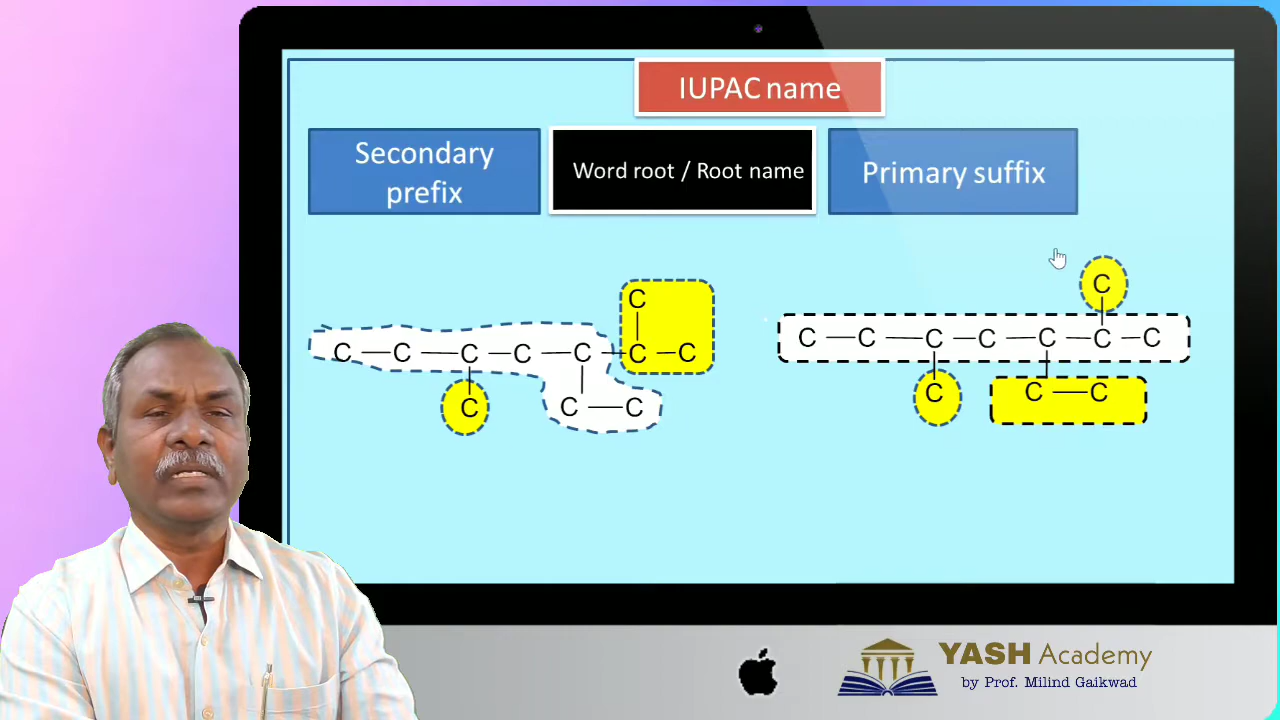 IUPAC name
Secondary
prefix
Word root / Root name
Primary suffix
C
C
C — C — C — C — C — C — C
C — C — C — C — C — C — C
C
C — C
C
C — C
YASH Academy
by Prof. Milind Gaikwad